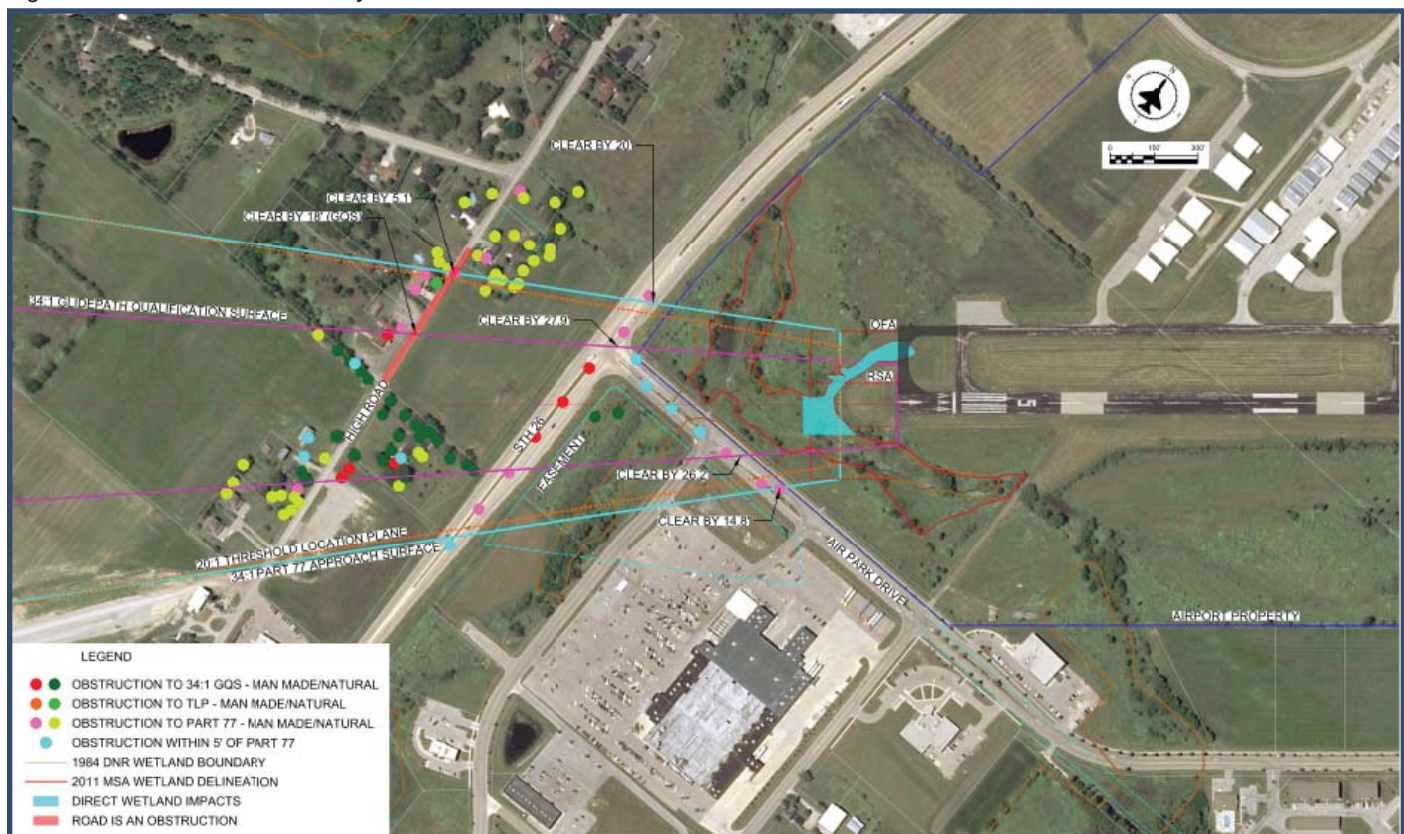 N
0 150' 300'
CLEAR BY 20'
CLEAR BY 5.1'
CLEAR BY 18' (GQS)
34:1 GLIDEPATH QUALIFICATION SURFACE
CLEAR BY 27.9'
OFA
RSA
HIGH ROAD
STH 26
EASEMENT
CLEAR BY 26.2'
CLEAR BY 14.8'
20:1 THRESHOLD LOCATION PLANE
34:1 PART 77 APPROACH SURFACE
AIR PARK DRIVE
AIRPORT PROPERTY
LEGEND
OBSTRUCTION TO 34:1 GQS - MAN MADE/NATURAL
OBSTRUCTION TO TLP - MAN MADE/NATURAL
OBSTRUCTION TO PART 77 - MAN MADE/NATURAL
OBSTRUCTION WITHIN 5' OF PART 77
1984 DNR WETLAND BOUNDARY
2011 MSA WETLAND DELINEATION
DIRECT WETLAND IMPACTS
ROAD IS AN OBSTRUCTION